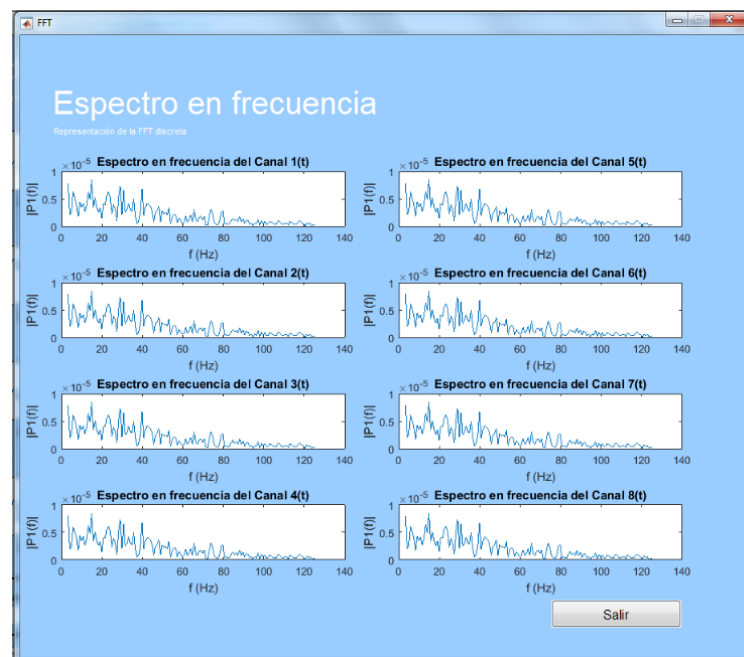 FFT
Espectro en frecuencia
Representación de la FFT discreta
×10⁻⁵ Espectro en frecuencia del Canal 1(t)
1
0.5
0
|P1(f)|
0 20 40 60 80 100 120 140
f (Hz)
×10⁻⁵ Espectro en frecuencia del Canal 5(t)
1
0.5
0
|P1(f)|
0 20 40 60 80 100 120 140
f (Hz)
×10⁻⁵ Espectro en frecuencia del Canal 2(t)
1
0.5
0
|P1(f)|
0 20 40 60 80 100 120 140
f (Hz)
×10⁻⁵ Espectro en frecuencia del Canal 6(t)
1
0.5
0
|P1(f)|
0 20 40 60 80 100 120 140
f (Hz)
×10⁻⁵ Espectro en frecuencia del Canal 3(t)
1
0.5
0
|P1(f)|
0 20 40 60 80 100 120 140
f (Hz)
×10⁻⁵ Espectro en frecuencia del Canal 7(t)
1
0.5
0
|P1(f)|
0 20 40 60 80 100 120 140
f (Hz)
×10⁻⁵ Espectro en frecuencia del Canal 4(t)
1
0.5
0
|P1(f)|
0 20 40 60 80 100 120 140
f (Hz)
×10⁻⁵ Espectro en frecuencia del Canal 8(t)
1
0.5
0
|P1(f)|
0 20 40 60 80 100 120 140
f (Hz)
Salir